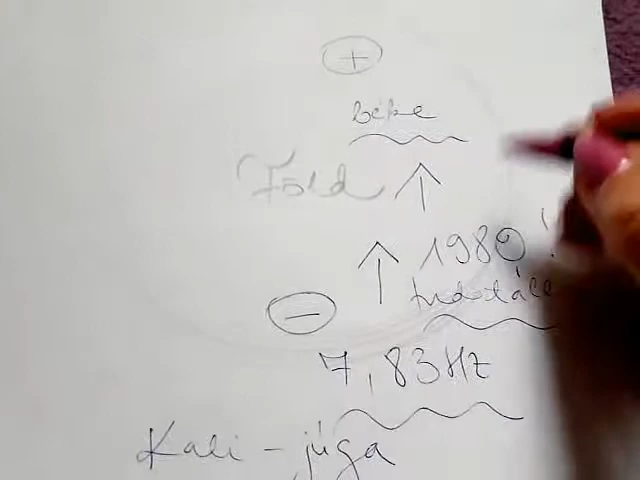 +
béke
Föld
1980!
−
7,83Hz
Kali-júga